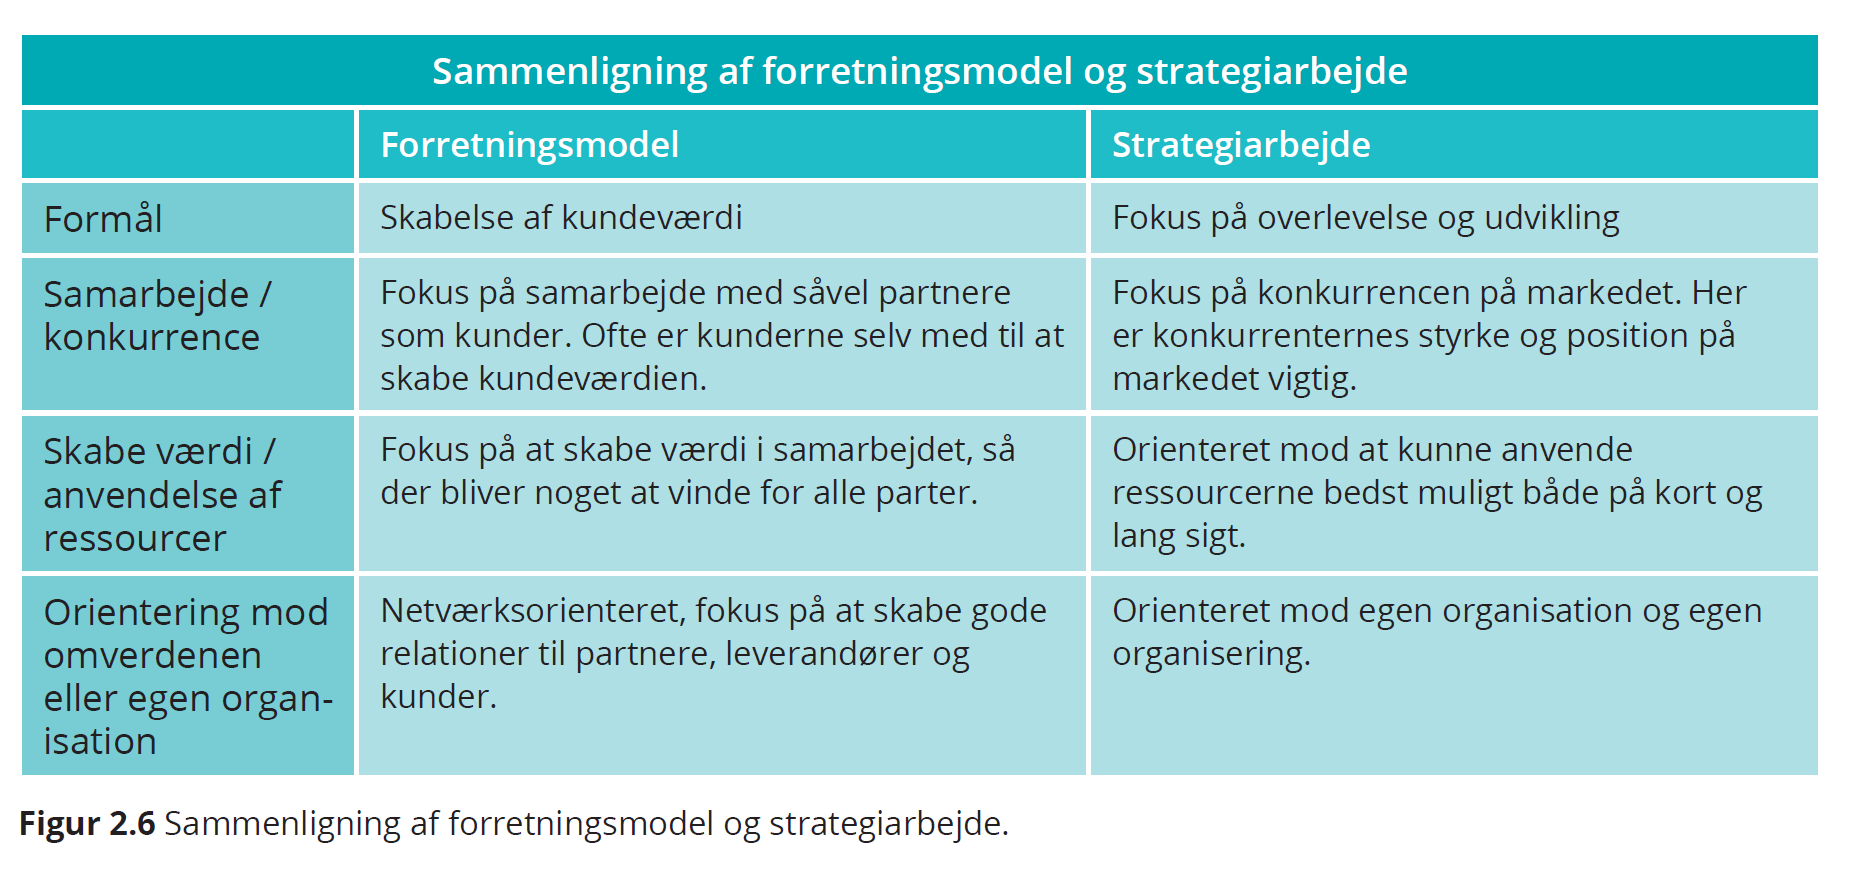 Sammenligning af forretningsmodel og strategiarbejde
Forretningsmodel
Strategiarbejde
Formål
Skabelse af kundeværdi
Fokus på overlevelse og udvikling
Samarbejde /
konkurrence
Fokus på samarbejde med såvel partnere
som kunder. Ofte er kunderne selv med til at
skabe kundeværdien.
Fokus på konkurrencen på markedet. Her
er konkurrenternes styrke og position på
markedet vigtig.
Skabe værdi /
anvendelse af
ressourcer
Fokus på at skabe værdi i samarbejdet, så
der bliver noget at vinde for alle parter.
Orienteret mod at kunne anvende
ressourcerne bedst muligt både på kort og
lang sigt.
Orientering mod
omverdenen
eller egen organ-
isation
Netværksorienteret, fokus på at skabe gode
relationer til partnere, leverandører og
kunder.
Orienteret mod egen organisation og egen
organisering.
Figur 2.6 Sammenligning af forretningsmodel og strategiarbejde.